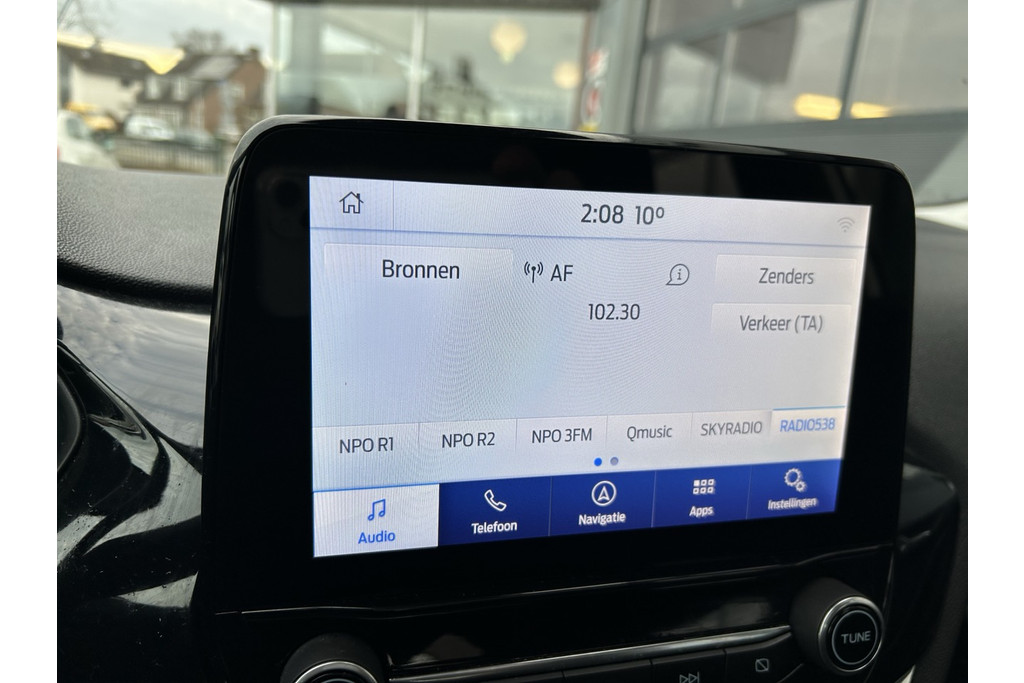 2:08 10°
Bronnen AF Zenders
102.30
Verkeer (TA)
NPO R1 NPO R2 NPO 3FM Qmusic SKYRADIO RADIO538
Audio Telefoon Navigatie Apps Instellingen
TUNE